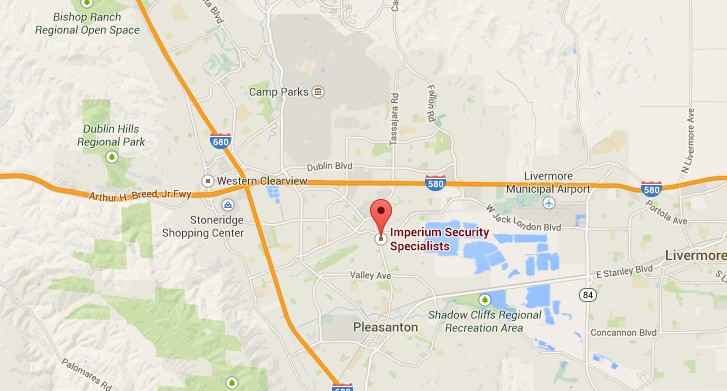 Bishop Ranch
Regional Open Space
Blvd
Camp Parks
Tassajara Rd
Fallon Rd
N Livermore Ave
Dublin Hills
Regional Park
680
Dublin Blvd
Western Clearview
580
Livermore
Municipal Airport
580
Arthur H. Breed, Jr Fwy
Stoneridge
Shopping Center
W Jack London Blvd
Portola Ave
Imperium Security
Specialists
Livermore
E Stanley Blvd
Valley Ave
84
S L
Shadow Cliffs Regional
Recreation Area
Pleasanton
Concannon Blvd
Palomares Rd
680